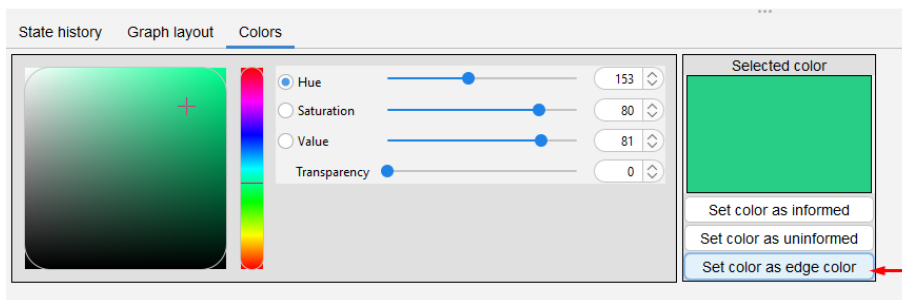 State history Graph layout Colors
Selected color
Hue 153
Saturation 80
Value 81
Transparency 0
Set color as informed
Set color as uninformed
Set color as edge color